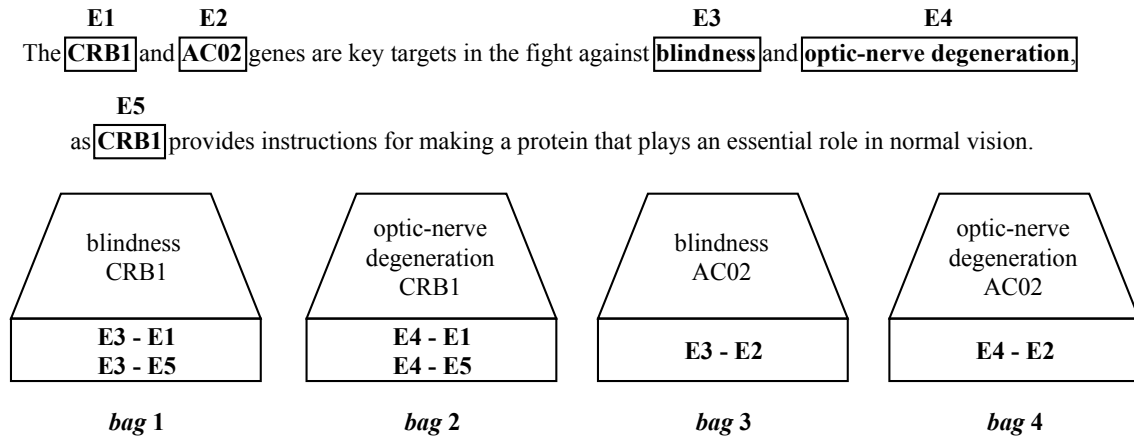 E1 E2 E3 E4
The CRB1 and AC02 genes are key targets in the fight against blindness and optic-nerve degeneration,
E5
as CRB1 provides instructions for making a protein that plays an essential role in normal vision.
blindness
CRB1
E3 - E1
E3 - E5
bag 1
optic-nerve
degeneration
CRB1
E4 - E1
E4 - E5
bag 2
blindness
AC02
E3 - E2
bag 3
optic-nerve
degeneration
AC02
E4 - E2
bag 4